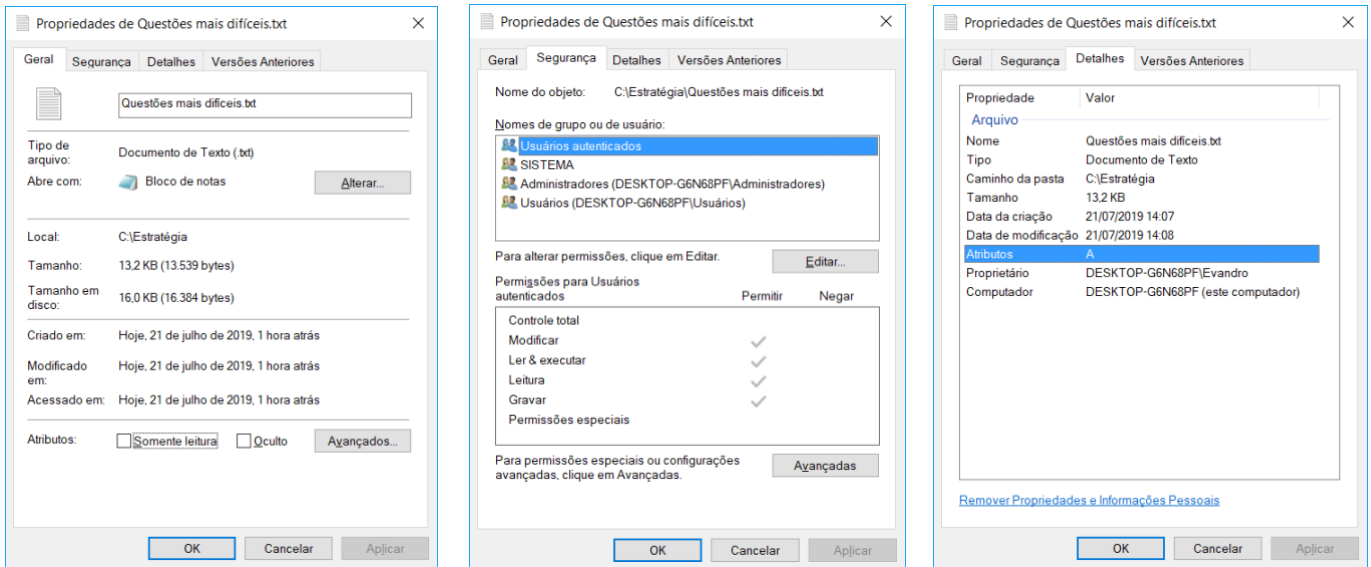 Propriedades de Questões mais difíceis.txt
Geral Segurança Detalhes Versões Anteriores
Questões mais difíceis.txt
Tipo de arquivo: Documento de Texto (.txt)
Abre com: Bloco de notas Alterar...
Local: C:\Estratégia
Tamanho: 13,2 KB (13.539 bytes)
Tamanho em disco: 16,0 KB (16.384 bytes)
Criado em: Hoje, 21 de julho de 2019, 1 hora atrás
Modificado em: Hoje, 21 de julho de 2019, 1 hora atrás
Acessado em: Hoje, 21 de julho de 2019, 1 hora atrás
Atributos: Somente leitura Oculto Avançados...
OK Cancelar Aplicar
Propriedades de Questões mais difíceis.txt
Geral Segurança Detalhes Versões Anteriores
Nome do objeto: C:\Estratégia\Questões mais difíceis.txt
Nomes de grupo ou de usuário:
Usuários autenticados
SISTEMA
Administradores (DESKTOP-G6N68PF\Administradores)
Usuários (DESKTOP-G6N68PF\Usuários)
Para alterar permissões, clique em Editar. Editar...
Permissões para Usuários
autenticados Permitir Negar
Controle total
Modificar
Ler & executar
Leitura
Gravar
Permissões especiais
Para permissões especiais ou configurações
avançadas, clique em Avançadas. Avançadas
OK Cancelar Aplicar
Propriedades de Questões mais difíceis.txt
Geral Segurança Detalhes Versões Anteriores
Propriedade Valor
Arquivo
Nome Questões mais difíceis.txt
Tipo Documento de Texto
Caminho da pasta C:\Estratégia
Tamanho 13,2 KB
Data da criação 21/07/2019 14:07
Data de modificação 21/07/2019 14:08
Atributos A
Proprietário DESKTOP-G6N68PF\Evandro
Computador DESKTOP-G6N68PF (este computador)
Remover Propriedades e Informações Pessoais
OK Cancelar Aplicar